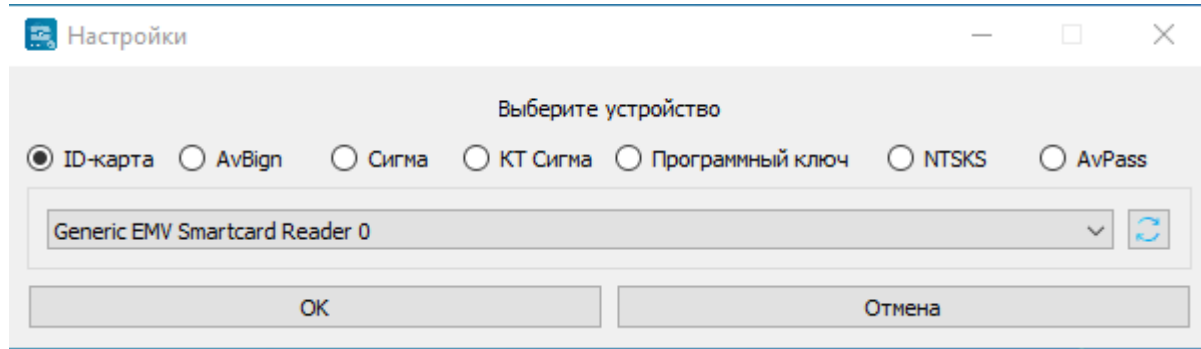 Настройки
Выберите устройство
ID-карта AvBign Сигма КТ Сигма Программный ключ NTSKS AvPass
Generic EMV Smartcard Reader 0
OK Отмена